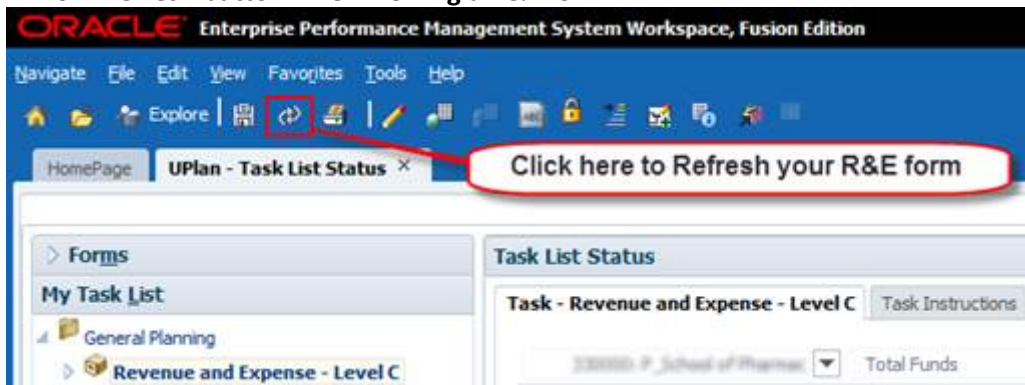 ORACLE Enterprise Performance Management System Workspace, Fusion Edition
Navigate File Edit View Favorites Tools Help
Explore
Click here to Refresh your R&E form
HomePage UPlan - Task List Status ×
Forms
Task List Status
My Task List
Task - Revenue and Expense - Level C Task Instructions
General Planning
Revenue and Expense - Level C
Total Funds